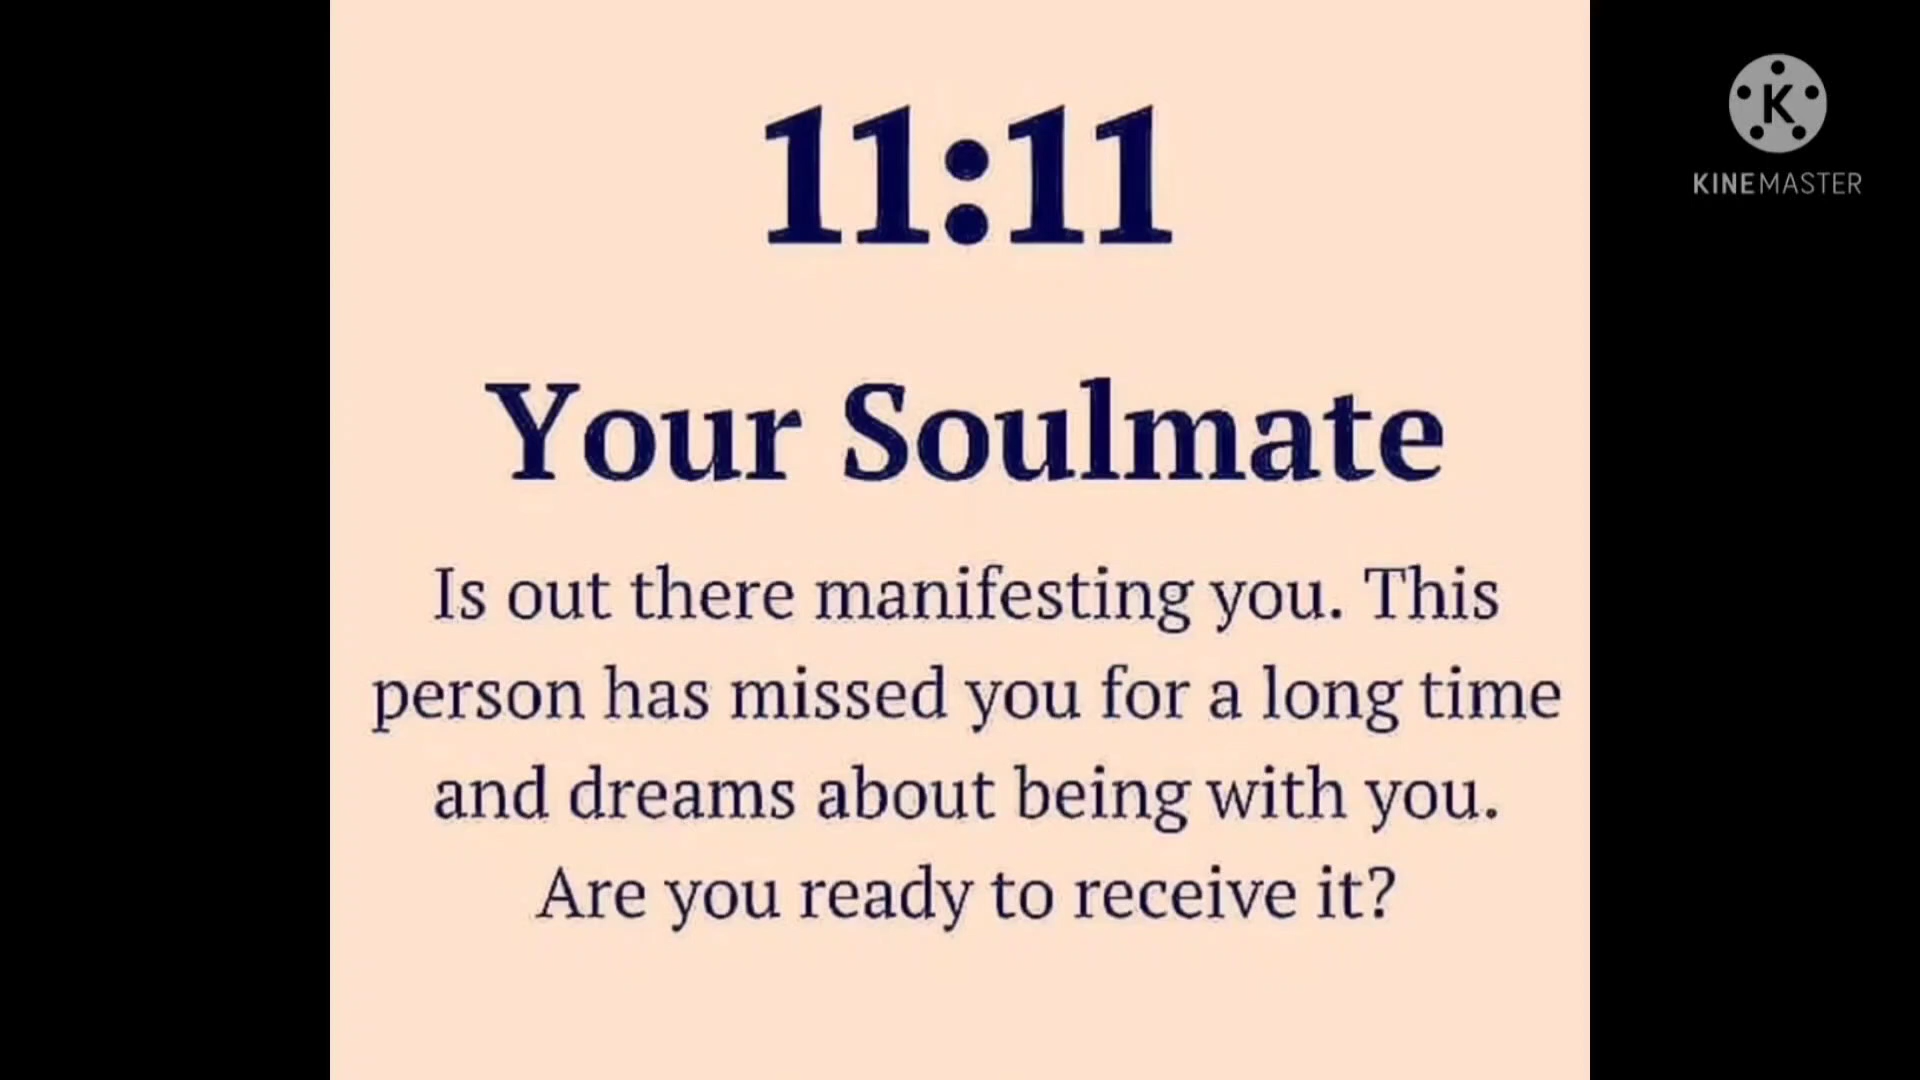 11:11
K
KINEMASTER
Your Soulmate
Is out there manifesting you. This
person has missed you for a long time
and dreams about being with you.
Are you ready to receive it?